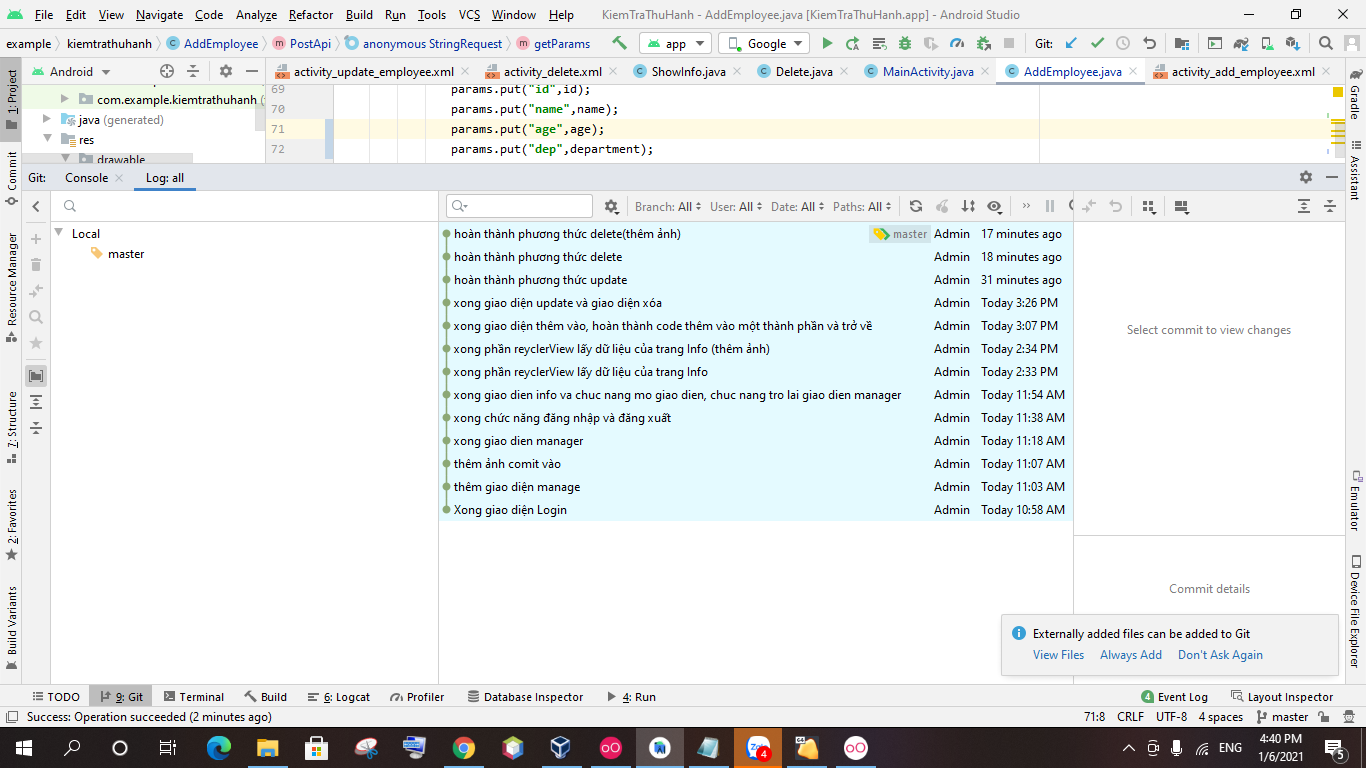 File Edit View Navigate Code Analyze Refactor Build Run Tools VCS Window Help KiemTraThuHanh - AddEmployee.java [KiemTraThuHanh.app] - Android Studio
example kiemtrathuhanh AddEmployee PostApi anonymous StringRequest getParams app Google Git:
1: Project
Commit
Resource Manager
7: Structure
2: Favorites
Build Variants
Android
activity_update_employee.xml activity_delete.xml ShowInfo.java Delete.java MainActivity.java AddEmployee.java activity_add_employee.xml
com.example.kiemtrathuhanh
java (generated)
res
drawable
69 params.put("id",id);
70 params.put("name",name);
71 params.put("age",age);
72 params.put("dep",department);
Git: Console Log: all
Branch: All User: All Date: All Paths: All
Local
master
hoàn thành phương thức delete(thêm ảnh) master Admin 17 minutes ago
hoàn thành phương thức delete Admin 18 minutes ago
hoàn thành phương thức update Admin 31 minutes ago
xong giao diện update và giao diện xóa Admin Today 3:26 PM
xong giao diện thêm vào, hoàn thành code thêm vào một thành phần và trở về Admin Today 3:07 PM
xong phần reyclerView lấy dữ liệu của trang Info (thêm ảnh) Admin Today 2:34 PM
xong phần reyclerView lấy dữ liệu của trang Info Admin Today 2:33 PM
xong giao dien info va chuc nang mo giao dien, chuc nang tro lai giao dien manager Admin Today 11:54 AM
xong chức năng đăng nhập và đăng xuất Admin Today 11:38 AM
xong giao dien manager Admin Today 11:18 AM
thêm ảnh comit vào Admin Today 11:07 AM
thêm giao diện manage Admin Today 11:03 AM
Xong giao diện Login Admin Today 10:58 AM
Select commit to view changes
Commit details
Externally added files can be added to Git
View Files Always Add Don't Ask Again
Gradle
Assistant
Emulator
Device File Explorer
TODO 9: Git Terminal Build 6: Logcat Profiler Database Inspector 4: Run 4 Event Log Layout Inspector
Success: Operation succeeded (2 minutes ago) 71:8 CRLF UTF-8 4 spaces master
Zalo 4
ENG
4:40 PM
1/6/2021
5